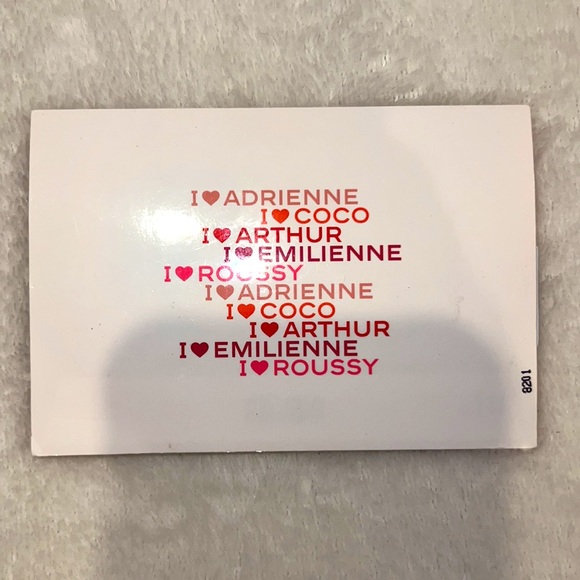 I♥ADRIENNE
I♥COCO
I♥ARTHUR
I♥EMILIENNE
I♥ROUSSY
I♥ADRIENNE
I♥COCO
I♥ARTHUR
I♥EMILIENNE
I♥ROUSSY
8201